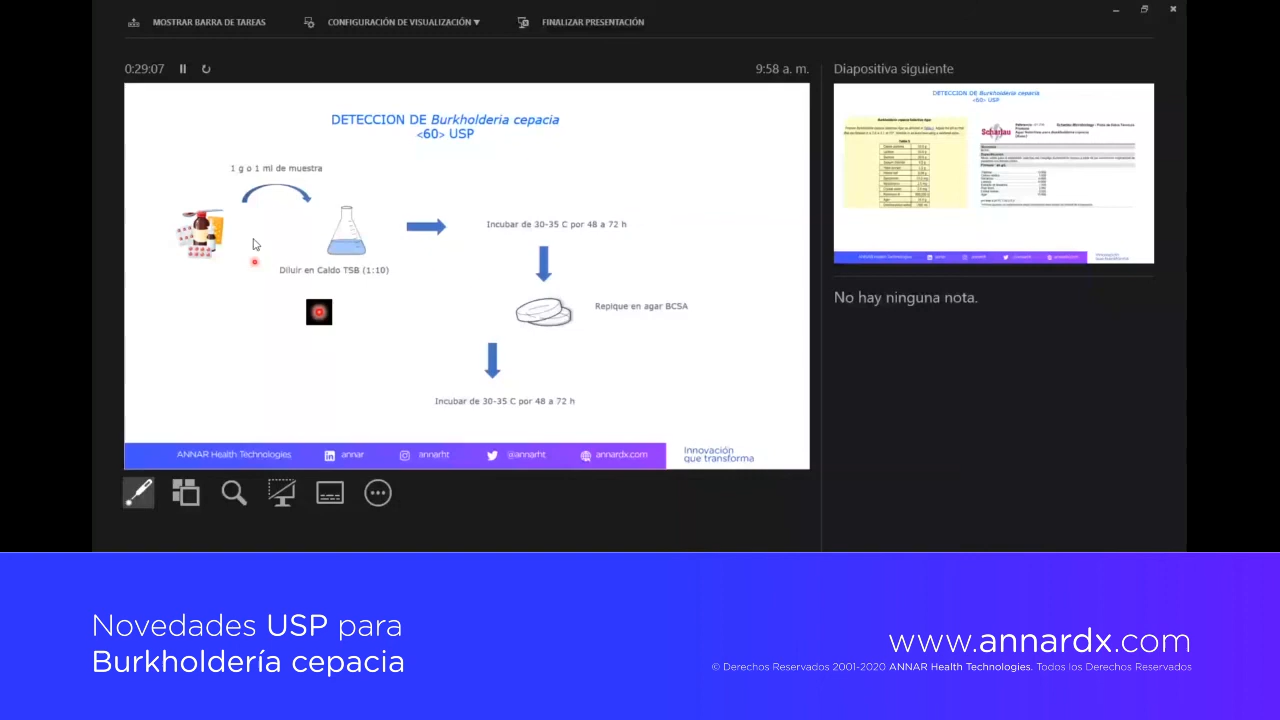 MOSTRAR BARRA DE TAREAS
CONFIGURACIÓN DE VISUALIZACIÓN ▼
FINALIZAR PRESENTACIÓN
0:29:07
9:58 a. m.
Diapositiva siguiente
DETECCION DE Burkholderia cepacia
<60> USP
1 g o 1 ml de muestra
Diluir en Caldo TSB (1:10)
Incubar de 30-35 C por 48 a 72 h
Repique en agar BCSA
Incubar de 30-35 C por 48 a 72 h
ANNAR Health Technologies annar annarht @annarht annardx.com
Innovación
que transforma
DETECCION DE Burkholderia cepacia
<60> USP
Scharlau
No hay ninguna nota.
Novedades USP para
Burkholdería cepacia
www.annardx.com
© Derechos Reservados 2001-2020 ANNAR Health Technologies. Todos los Derechos Reservados